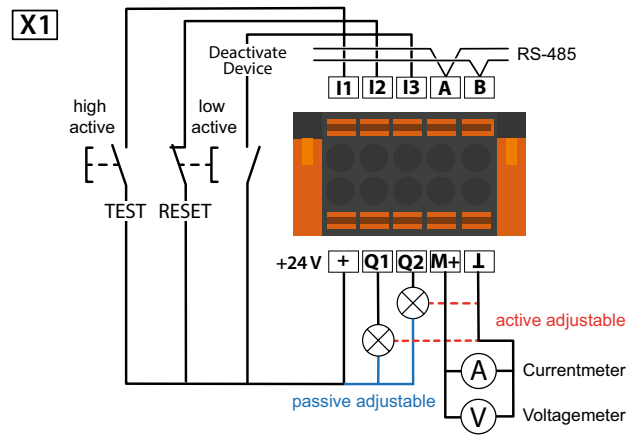 X1
Deactivate
Device
RS-485
I1 I2 I3 A B
high
active
low
active
TEST RESET
+24 V + Q1 Q2 M+ ⊥
active adjustable
passive adjustable
A Currentmeter
V Voltagemeter